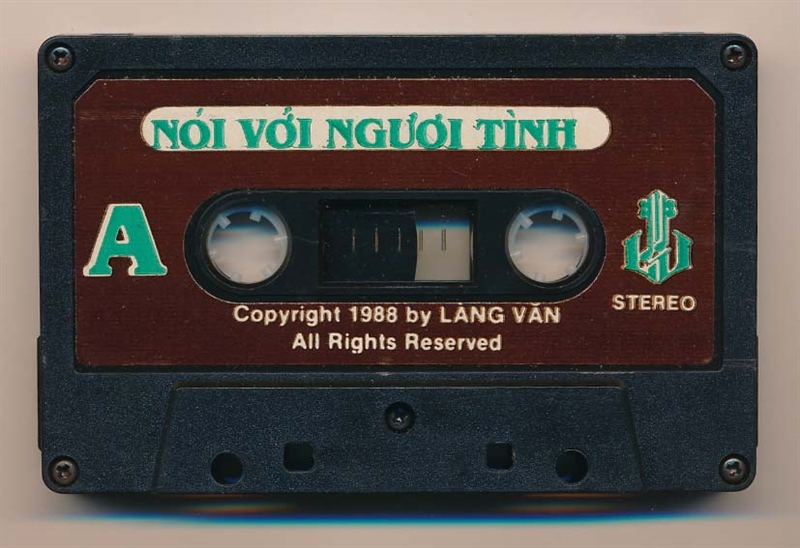 NÓI VỚI NGƯỜI TÌNH
A
STEREO
Copyright 1988 by LÀNG VĂN
All Rights Reserved